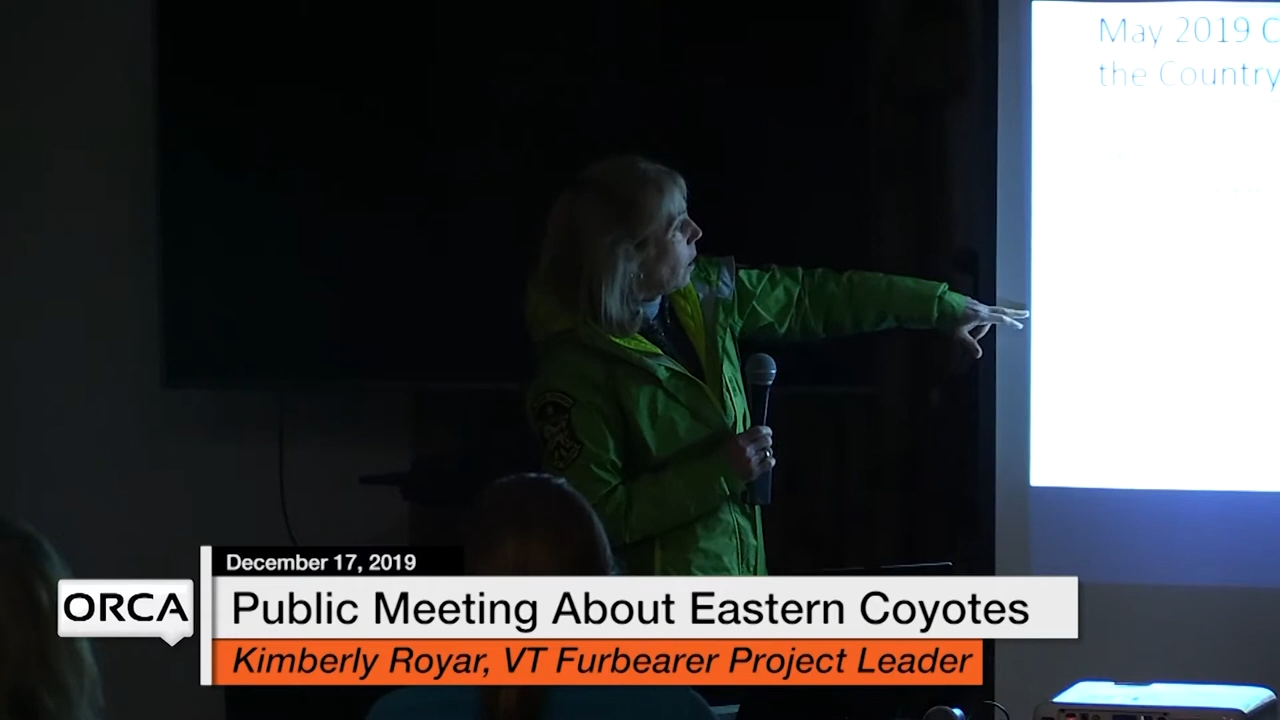 May 2019 C
the Country
December 17, 2019
ORCA
Public Meeting About Eastern Coyotes
Kimberly Royar, VT Furbearer Project Leader